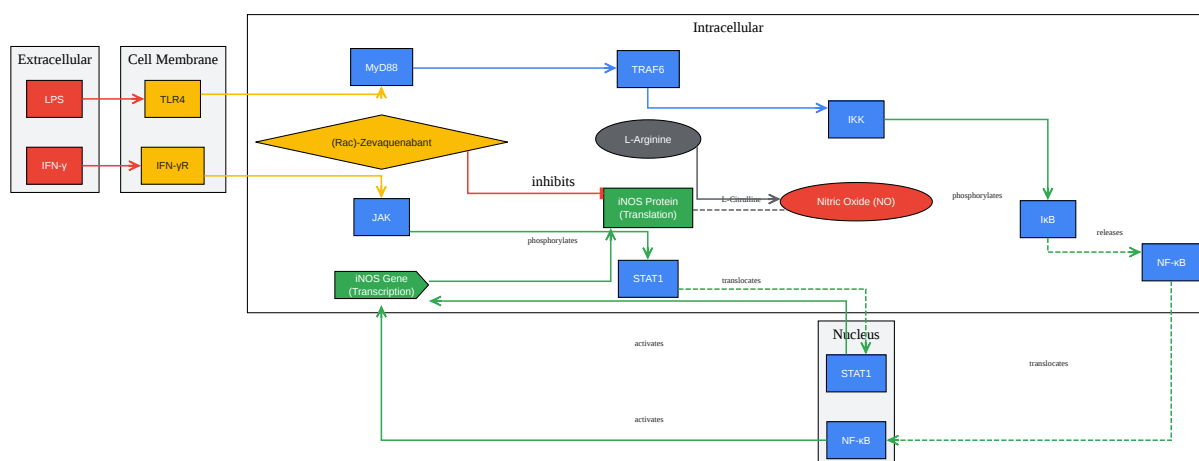 Intracellular
Extracellular
Cell Membrane
MyD88
TRAF6
LPS
TLR4
IKK
(Rac)-Zevaquenabant
L-Arginine
IFN-γ
IFN-γR
inhibits
iNOS Protein
(Translation)
L-Citrulline
Nitric Oxide (NO)
phosphorylates
JAK
IκB
releases
phosphorylates
NF-κB
iNOS Gene
(Transcription)
STAT1
translocates
Nucleus
activates
translocates
STAT1
activates
NF-κB